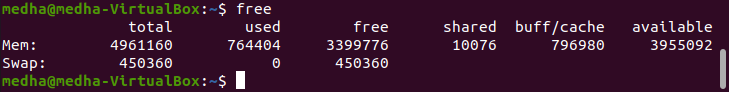 medha@medha-VirtualBox:~$ free
              total        used        free      shared  buff/cache   available
Mem:        4961160      764404     3399776       10076      796980     3955092
Swap:        450360           0      450360
medha@medha-VirtualBox:~$